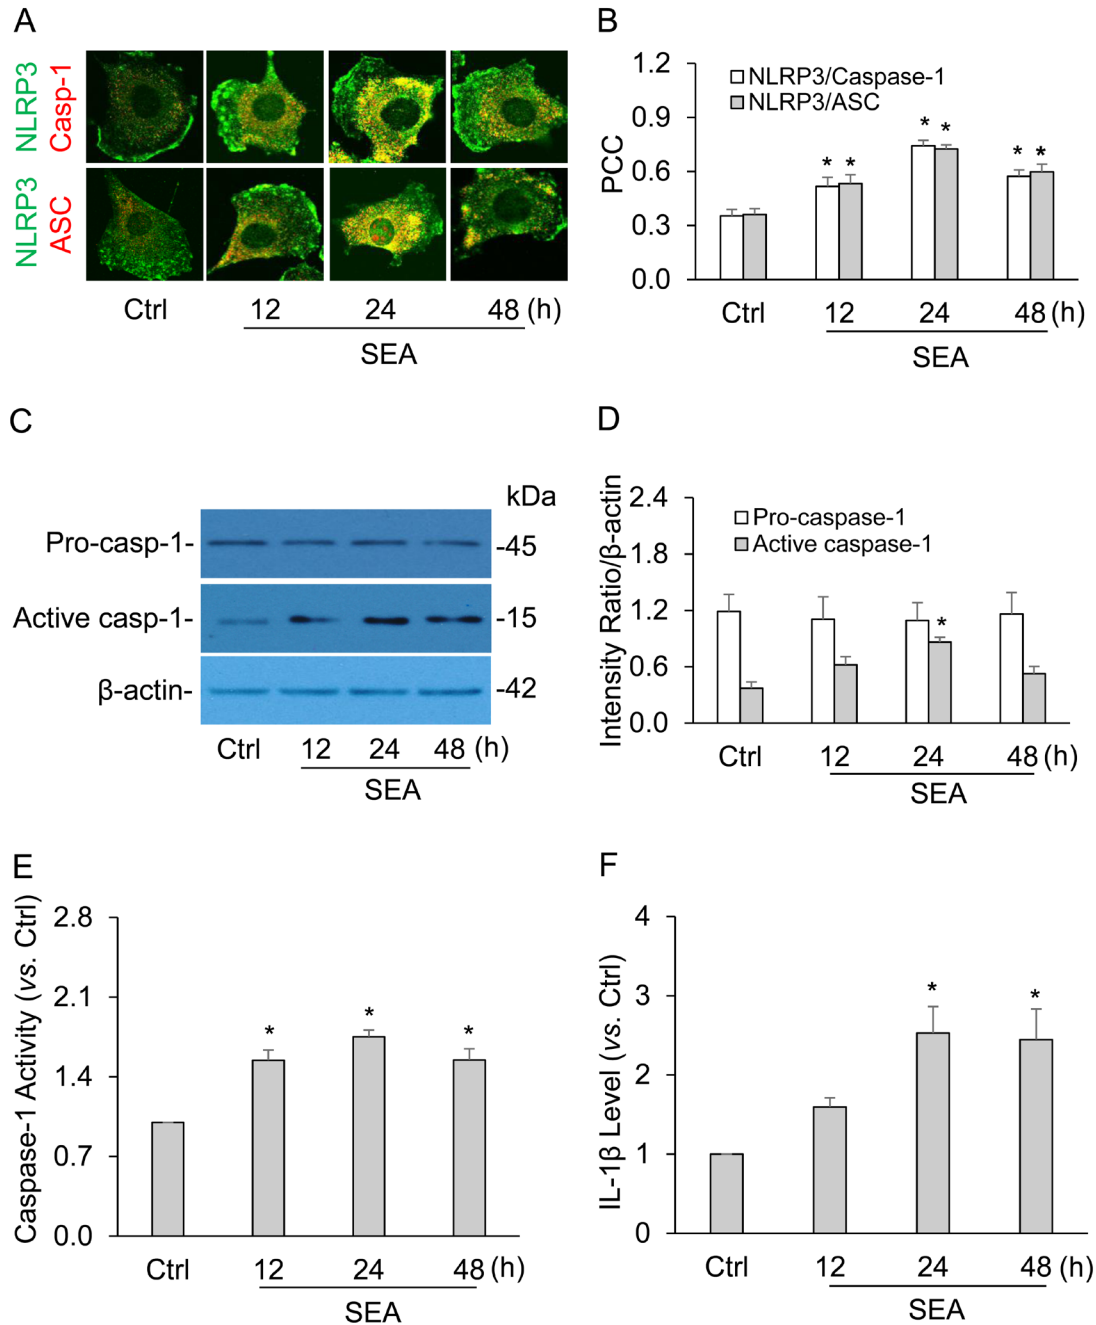 A
NLRP3
Casp-1
NLRP3
ASC
Ctrl 12 24 48 (h)
SEA
B
PCC
1.2
0.9
0.6
0.3
0.0
NLRP3/Caspase-1
NLRP3/ASC
* * * * * *
Ctrl 12 24 48 (h)
SEA
C
kDa
Pro-casp-1- -45
Active casp-1- -15
β-actin- -42
Ctrl 12 24 48 (h)
SEA
D
Intensity Ratio/β-actin
2.4
1.8
1.2
0.6
0.0
Pro-caspase-1
Active caspase-1
*
Ctrl 12 24 48 (h)
SEA
E
Caspase-1 Activity (vs. Ctrl)
2.8
2.1
1.4
0.7
0.0
* * *
Ctrl 12 24 48 (h)
SEA
F
IL-1β Level (vs. Ctrl)
4
3
2
1
0
* *
Ctrl 12 24 48 (h)
SEA